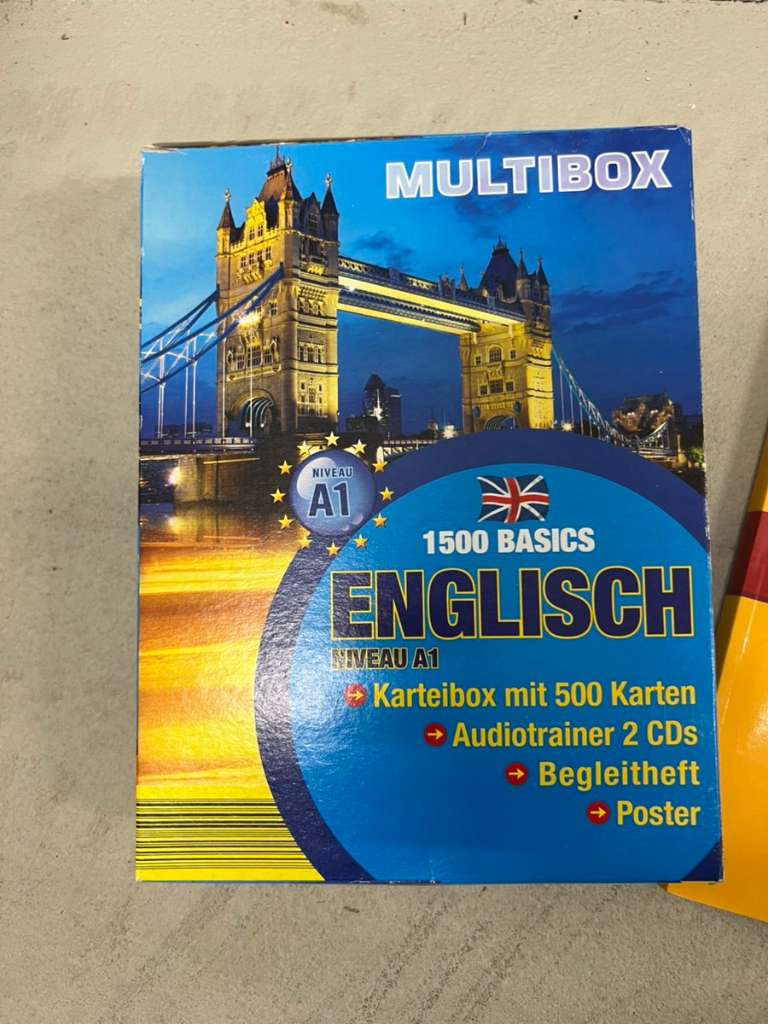 MULTIBOX
NIVEAU
A1
1500 BASICS
ENGLISCH
NIVEAU A1
Karteibox mit 500 Karten
Audiotrainer 2 CDs
Begleitheft
Poster